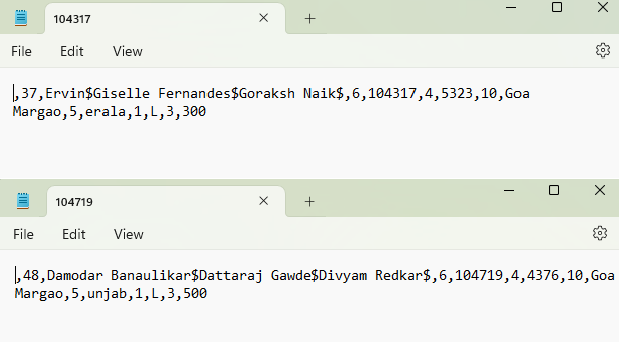 104317
File Edit View
,37,Ervin$Giselle Fernandes$Goraksh Naik$,6,104317,4,5323,10,Goa
Margao,5,erala,1,L,3,300
104719
File Edit View
,48,Damodar Banaulikar$Dattaraj Gawde$Divyam Redkar$,6,104719,4,4376,10,Goa
Margao,5,unjab,1,L,3,500